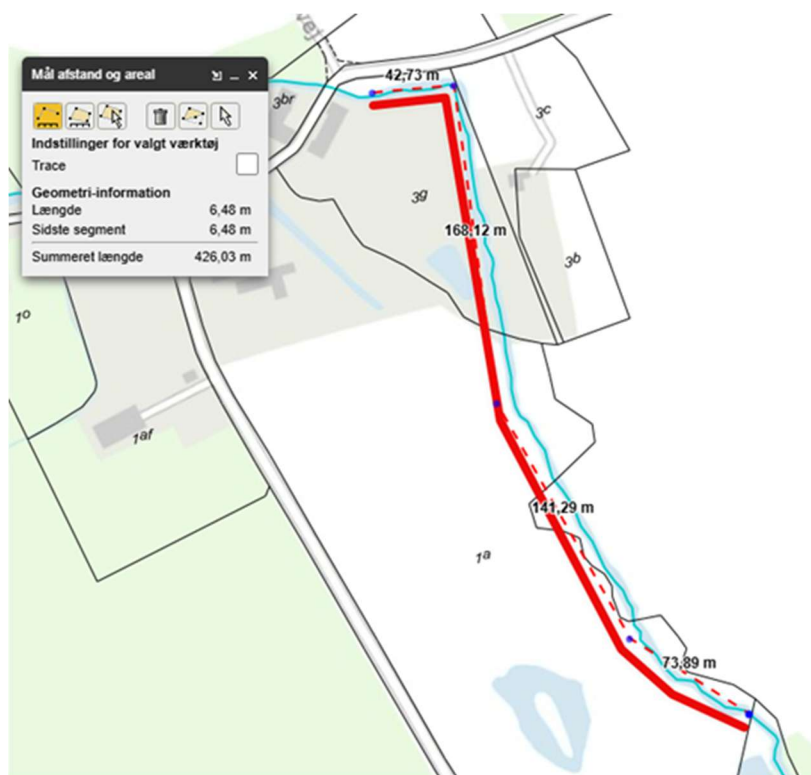 Mål afstand og areal
Indstillinger for valgt værktøj
Trace
Geometri-information
Længde 6,48 m
Sidste segment 6,48 m
Summeret længde 426,03 m
42,73 m
3br
3c
3g
168,12 m
3b
1o
1af
141,29 m
1a
73,89 m